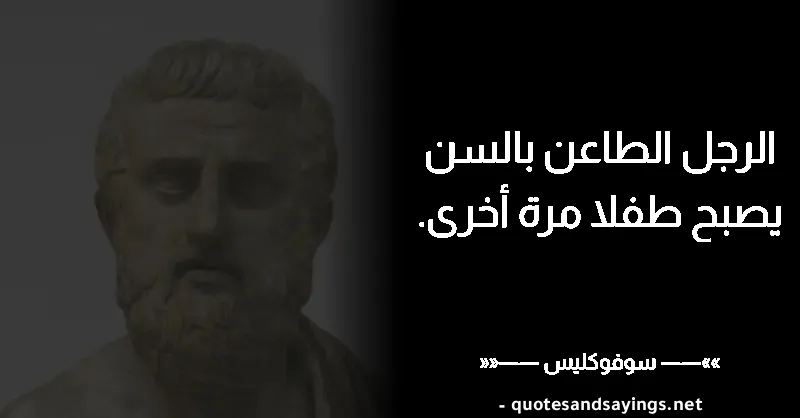 الرجل الطاعن بالسن
يصبح طفلا مرة أخرى.
»»—— سوفوكليس ——««
- quotesandsayings.net